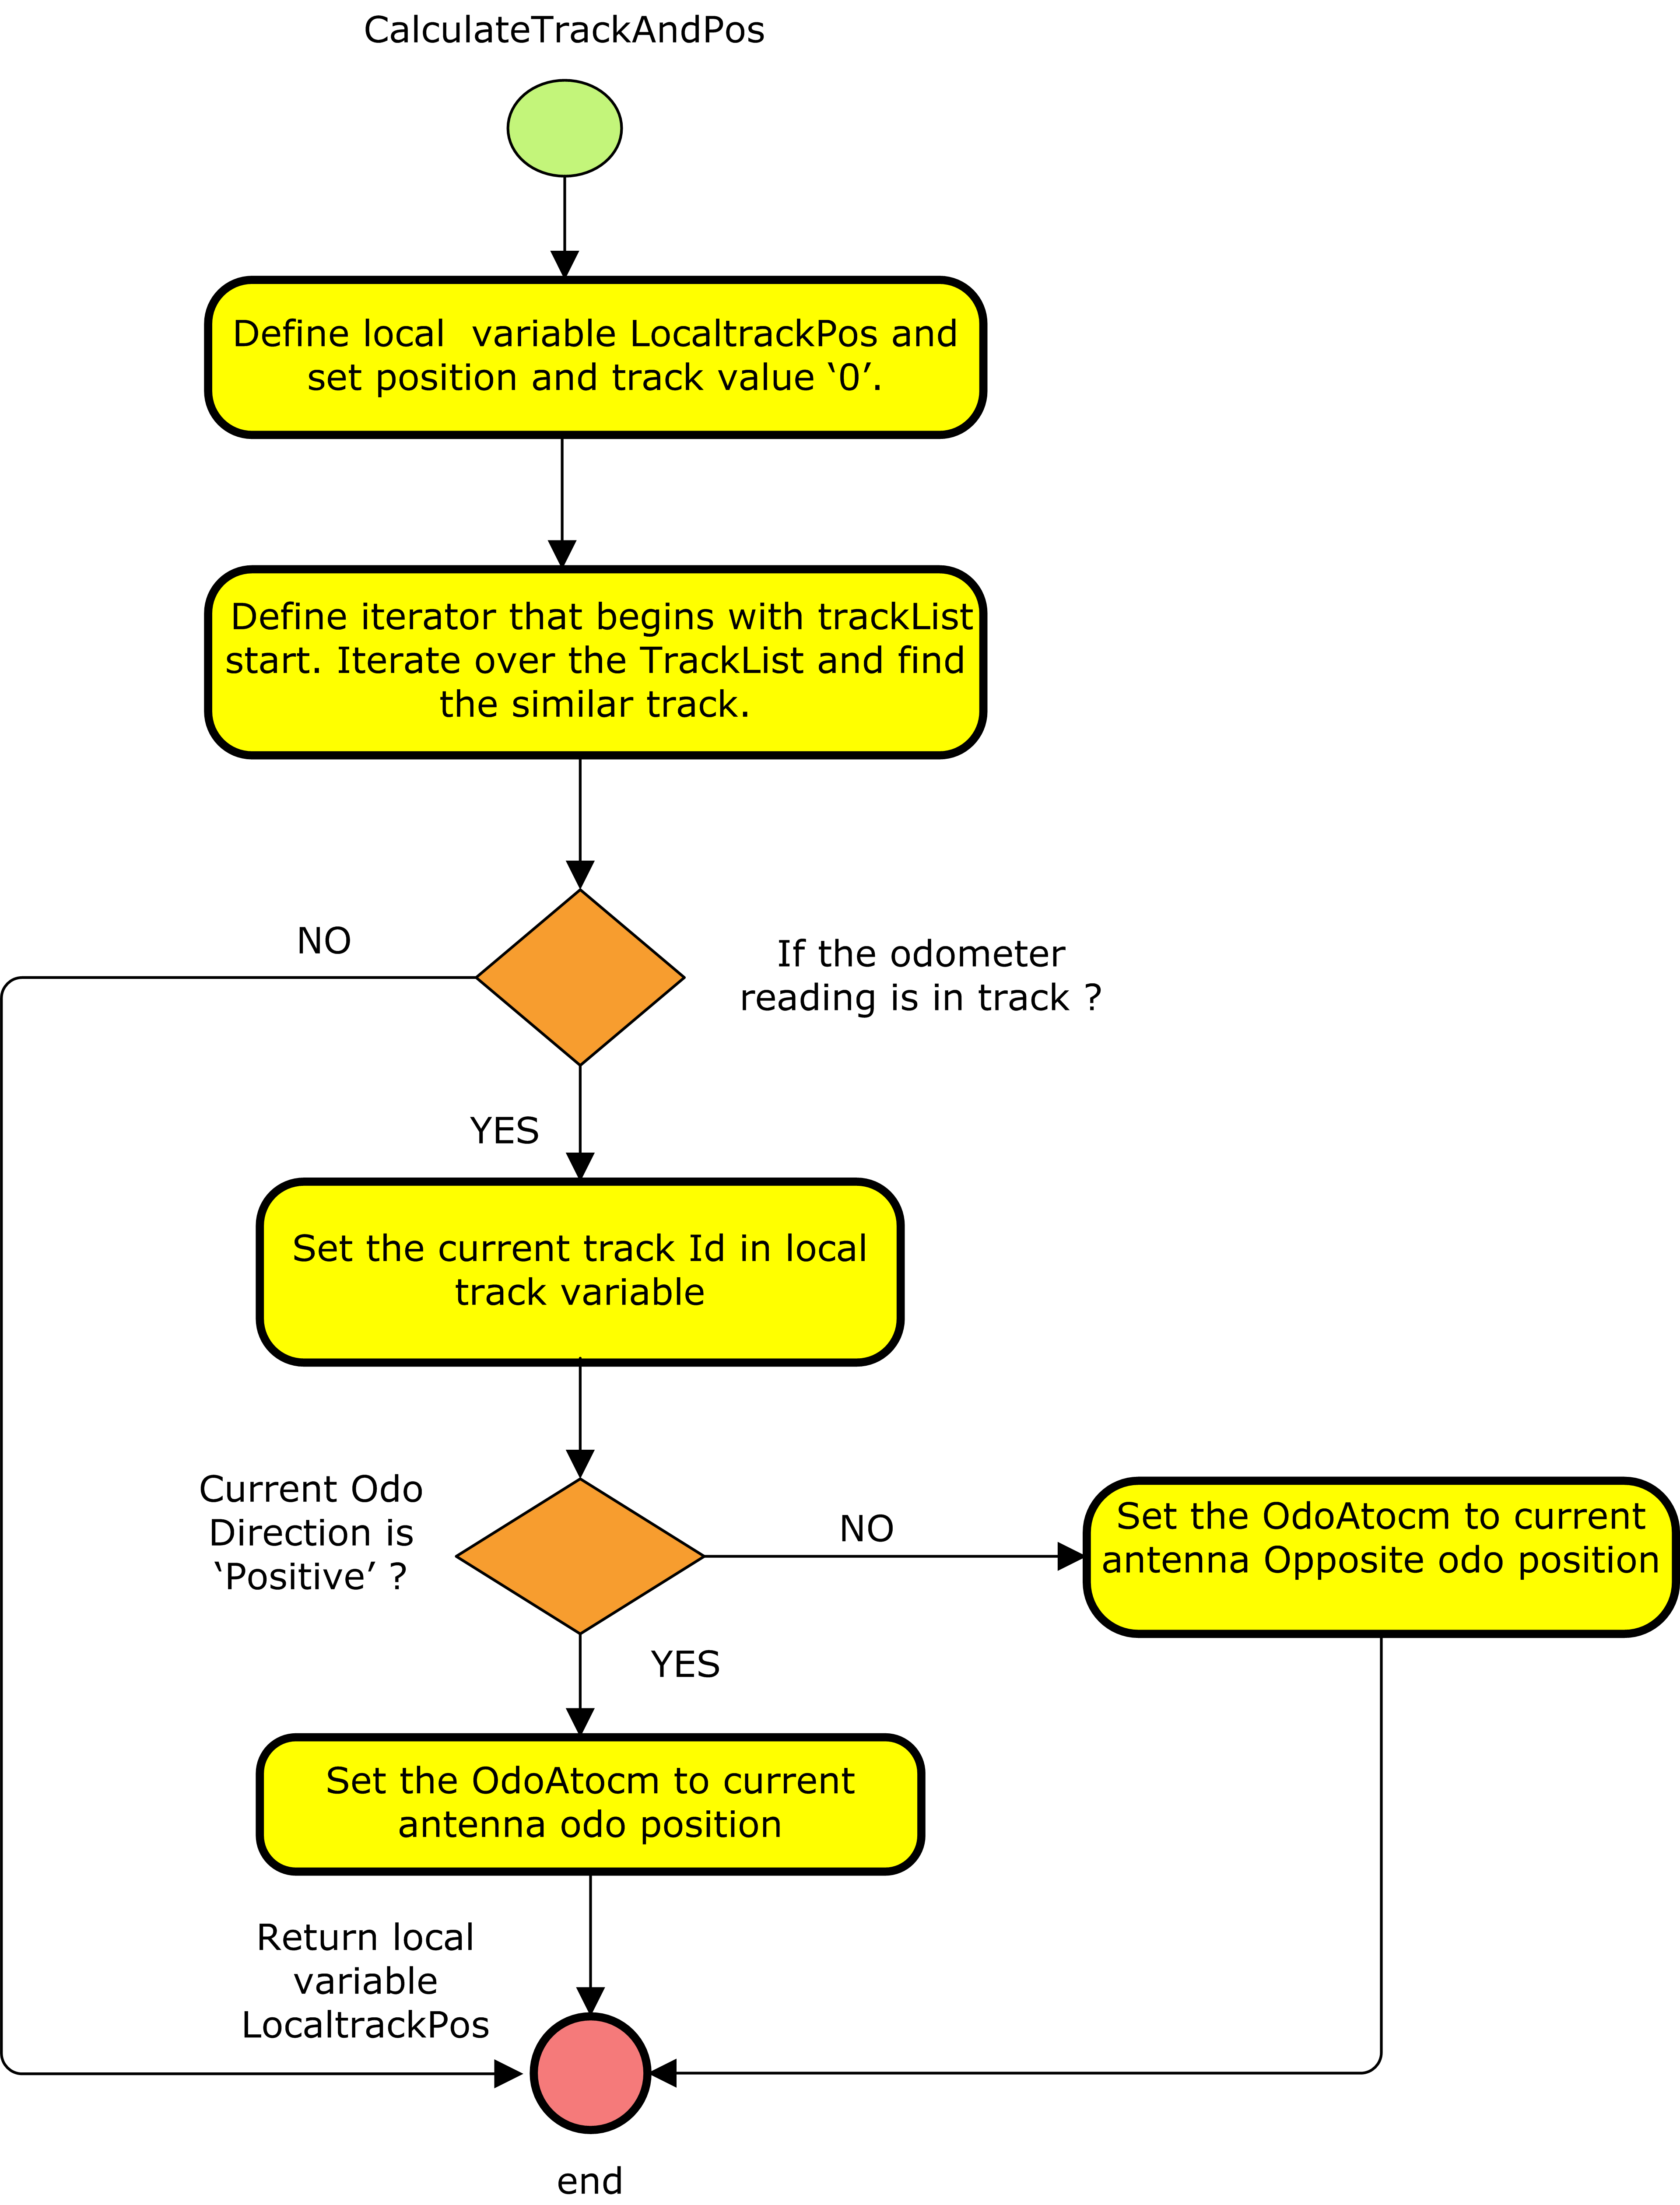 CalculateTrackAndPos
Define local  variable LocaltrackPos and
set position and track value ‘0’.
Define iterator that begins with trackList
start. Iterate over the TrackList and find
the similar track.
NO
If the odometer
reading is in track ?
YES
Set the current track Id in local
track variable
Current Odo
Direction is
‘Positive’ ?
NO
Set the OdoAtocm to current
antenna Opposite odo position
YES
Set the OdoAtocm to current
antenna odo position
Return local
variable
LocaltrackPos
end